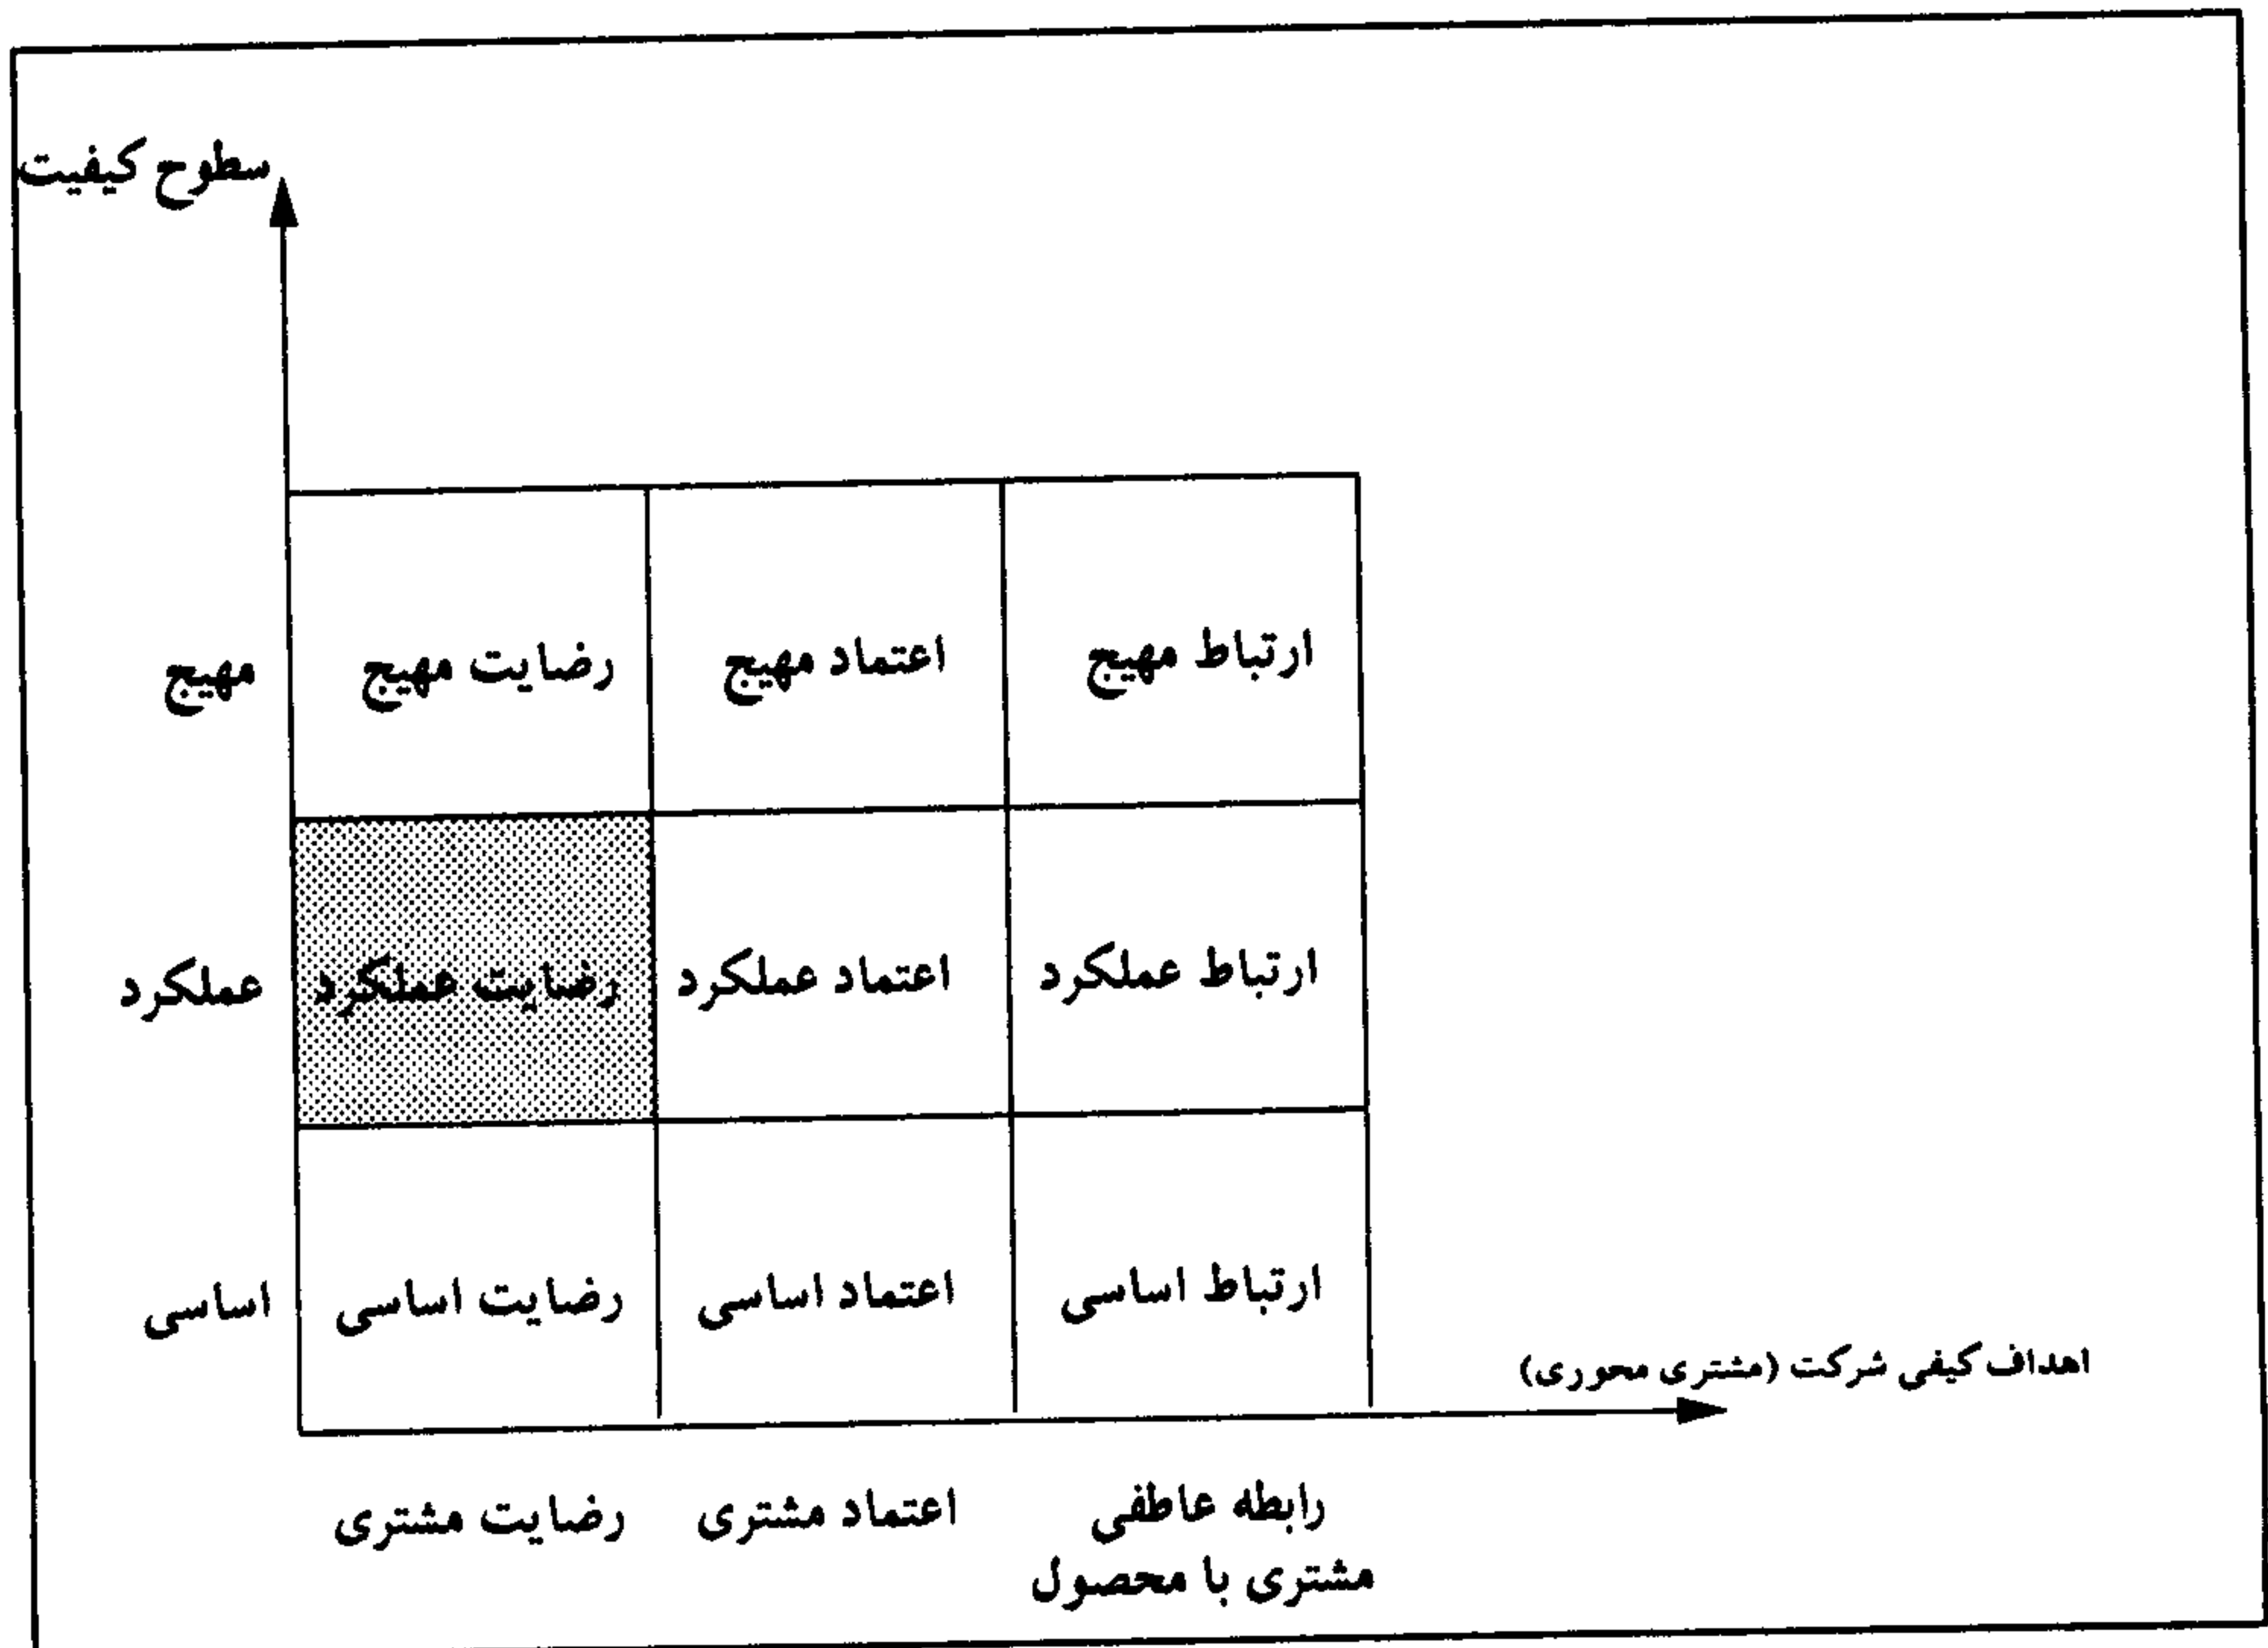 سطوح کیفیت
مهیج
رضایت مهیج
اعتماد مهیج
ارتباط مهیج
عملکرد
رضایت عملکرد
اعتماد عملکرد
ارتباط عملکرد
اساسی
رضایت اساسی
اعتماد اساسی
ارتباط اساسی
اهداف کیفی شرکت (مشتری محوری)
رضایت مشتری
اعتماد مشتری
رابطه عاطفی
مشتری با محصول